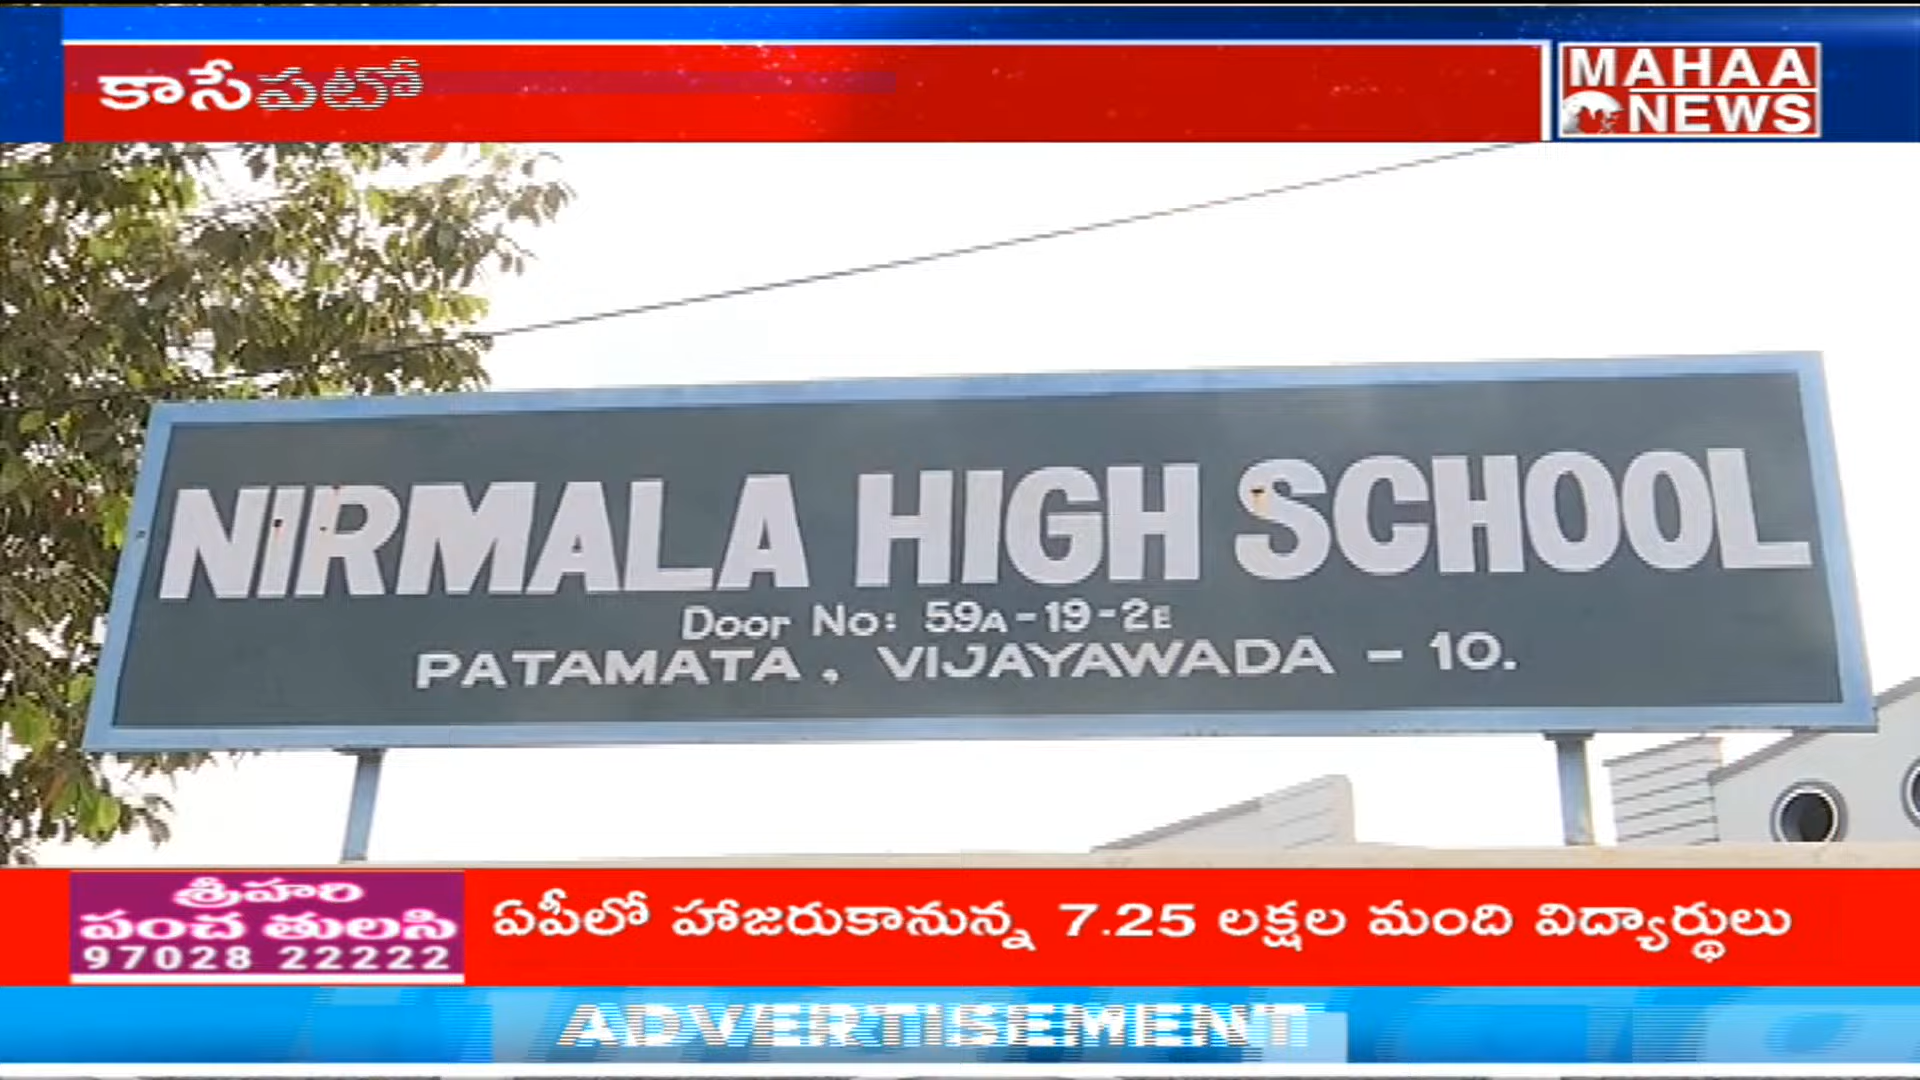 కాసేపటో
MAHAA
NEWS
NIRMALA HIGH SCHOOL
Door No: 59A-19-2E
PATAMATA, VIJAYAWADA - 10.
శ్రీహరి
పంచ తులసి
97028 22222
ఏపీలో హాజరుకానున్న 7.25 లక్షల మంది విద్యార్థులు
ADVERTISEMENT